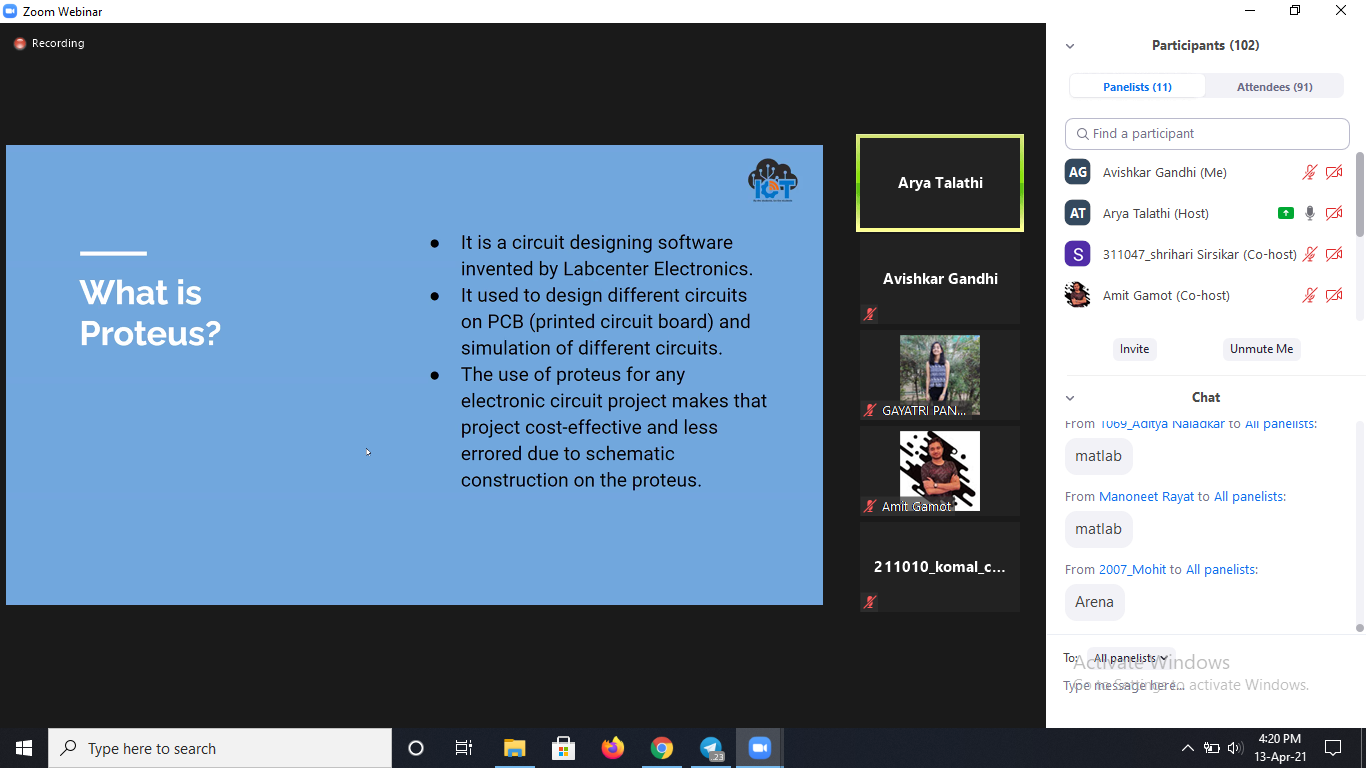 Zoom Webinar
Recording
What is
Proteus?
● It is a circuit designing software
invented by Labcenter Electronics.
● It used to design different circuits
on PCB (printed circuit board) and
simulation of different circuits.
● The use of proteus for any
electronic circuit project makes that
project cost-effective and less
errored due to schematic
construction on the proteus.
Arya Talathi
Avishkar Gandhi
GAYATRI PAN...
Amit Gamot
211010_komal_c...
Participants (102)
Panelists (11)
Attendees (91)
Find a participant
AG Avishkar Gandhi (Me)
AT Arya Talathi (Host)
S 311047_shrihari Sirsikar (Co-host)
Amit Gamot (Co-host)
Invite
Unmute Me
Chat
From 1069_Aditya Naladkar to All panelists:
matlab
From Manoneet Rayat to All panelists:
matlab
From 2007_Mohit to All panelists:
Arena
To: All panelists
Type message here...
Activate Windows
Go to Settings to activate Windows.
Type here to search
23
4:20 PM
13-Apr-21